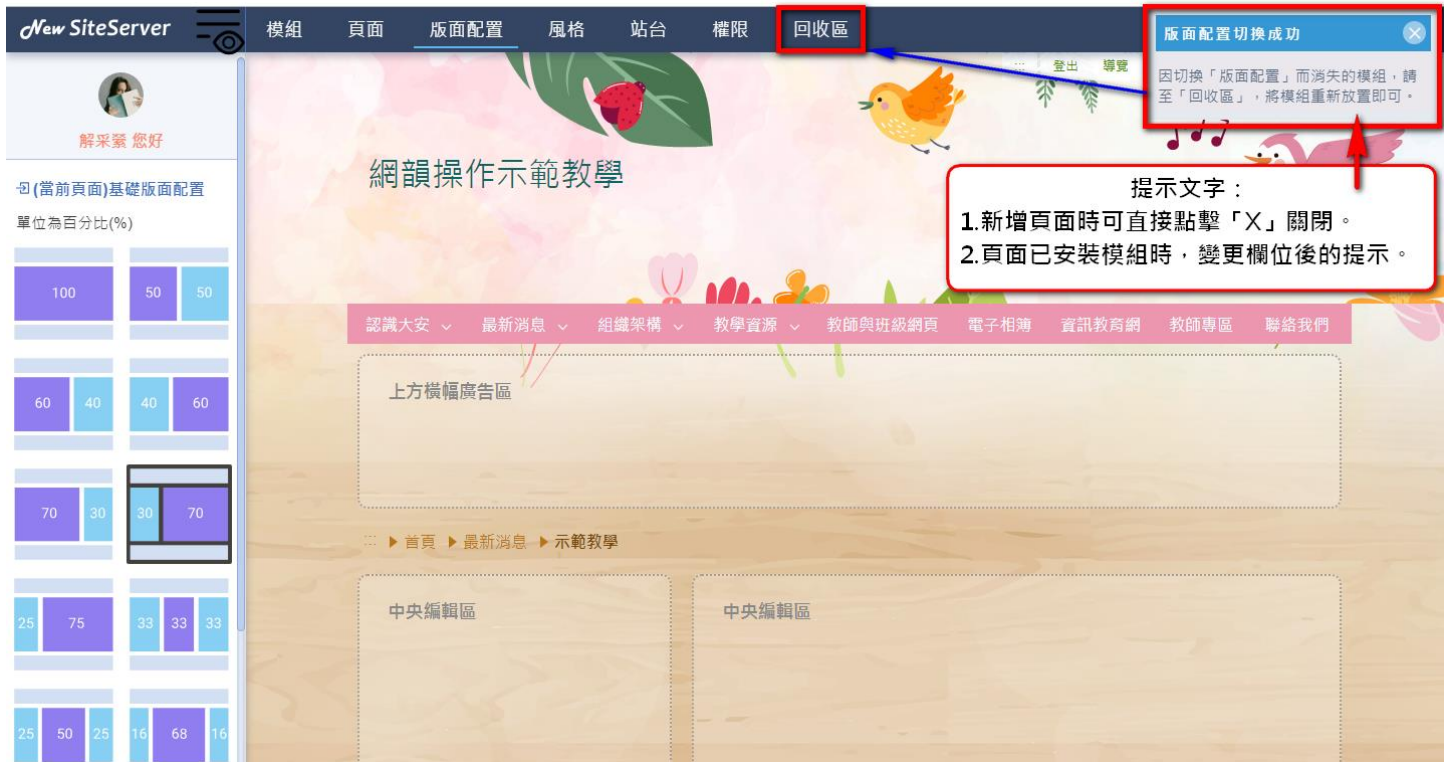 New SiteServer
模組 頁面 版面配置 風格 站台 權限 回收區
版面配置切換成功
因切換「版面配置」而消失的模組，請
至「回收區」，將模組重新放置即可。
::: 登出 導覽
解采縈 您好
(當前頁面)基礎版面配置
單位為百分比(%)
100
50 50
60 40
40 60
70 30
30 70
25 75
33 33 33
25 50 25
16 68 16
網韻操作示範教學
提示文字：
1.新增頁面時可直接點擊「X」關閉。
2.頁面已安裝模組時，變更欄位後的提示。
認識大安 最新消息 組織架構 教學資源 教師與班級網頁 電子相簿 資訊教育網 教師專區 聯絡我們
上方橫幅廣告區
::: 首頁 最新消息 示範教學
中央編輯區
中央編輯區